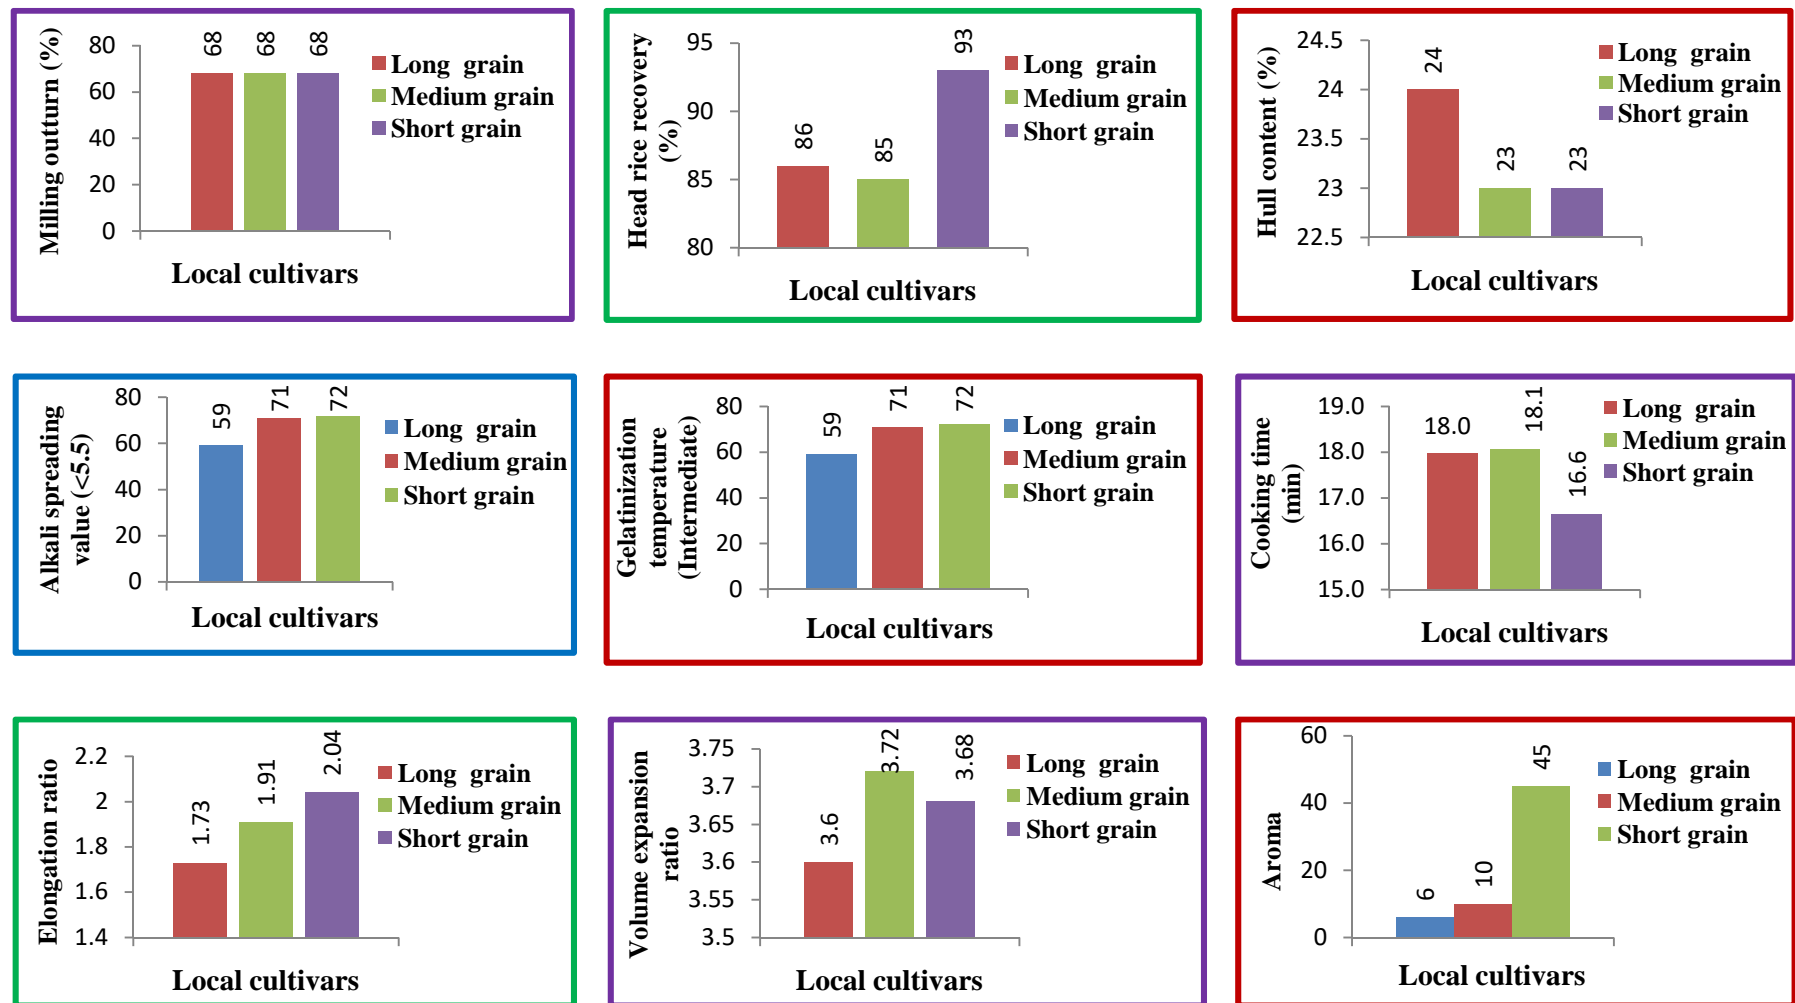 Milling outturn (%)
80
60
40
20
0
68
68
68
Long grain
Medium grain
Short grain
Local cultivars
Head rice recovery
(%)
95
90
85
80
86
85
93
Long grain
Medium grain
Short grain
Local cultivars
Hull content (%)
24.5
24
23.5
23
22.5
24
23
23
Long grain
Medium grain
Short grain
Local cultivars
Alkali spreading
value (<5.5)
80
60
40
20
0
59
71
72
Long grain
Medium grain
Short grain
Local cultivars
Gelatinization
temperature
(Intermediate)
80
60
40
20
0
59
71
72
Long grain
Medium grain
Short grain
Local cultivars
Cooking time
(min)
19.0
18.0
17.0
16.0
15.0
18.0
18.1
16.6
Long grain
Medium grain
Short grain
Local cultivars
Elongation ratio
2.2
2
1.8
1.6
1.4
1.73
1.91
2.04
Long grain
Medium grain
Short grain
Local cultivars
Volume expansion
ratio
3.75
3.7
3.65
3.6
3.55
3.5
3.6
3.72
3.68
Long grain
Medium grain
Short grain
Local cultivars
Aroma
60
40
20
0
6
10
45
Long grain
Medium grain
Short grain
Local cultivars